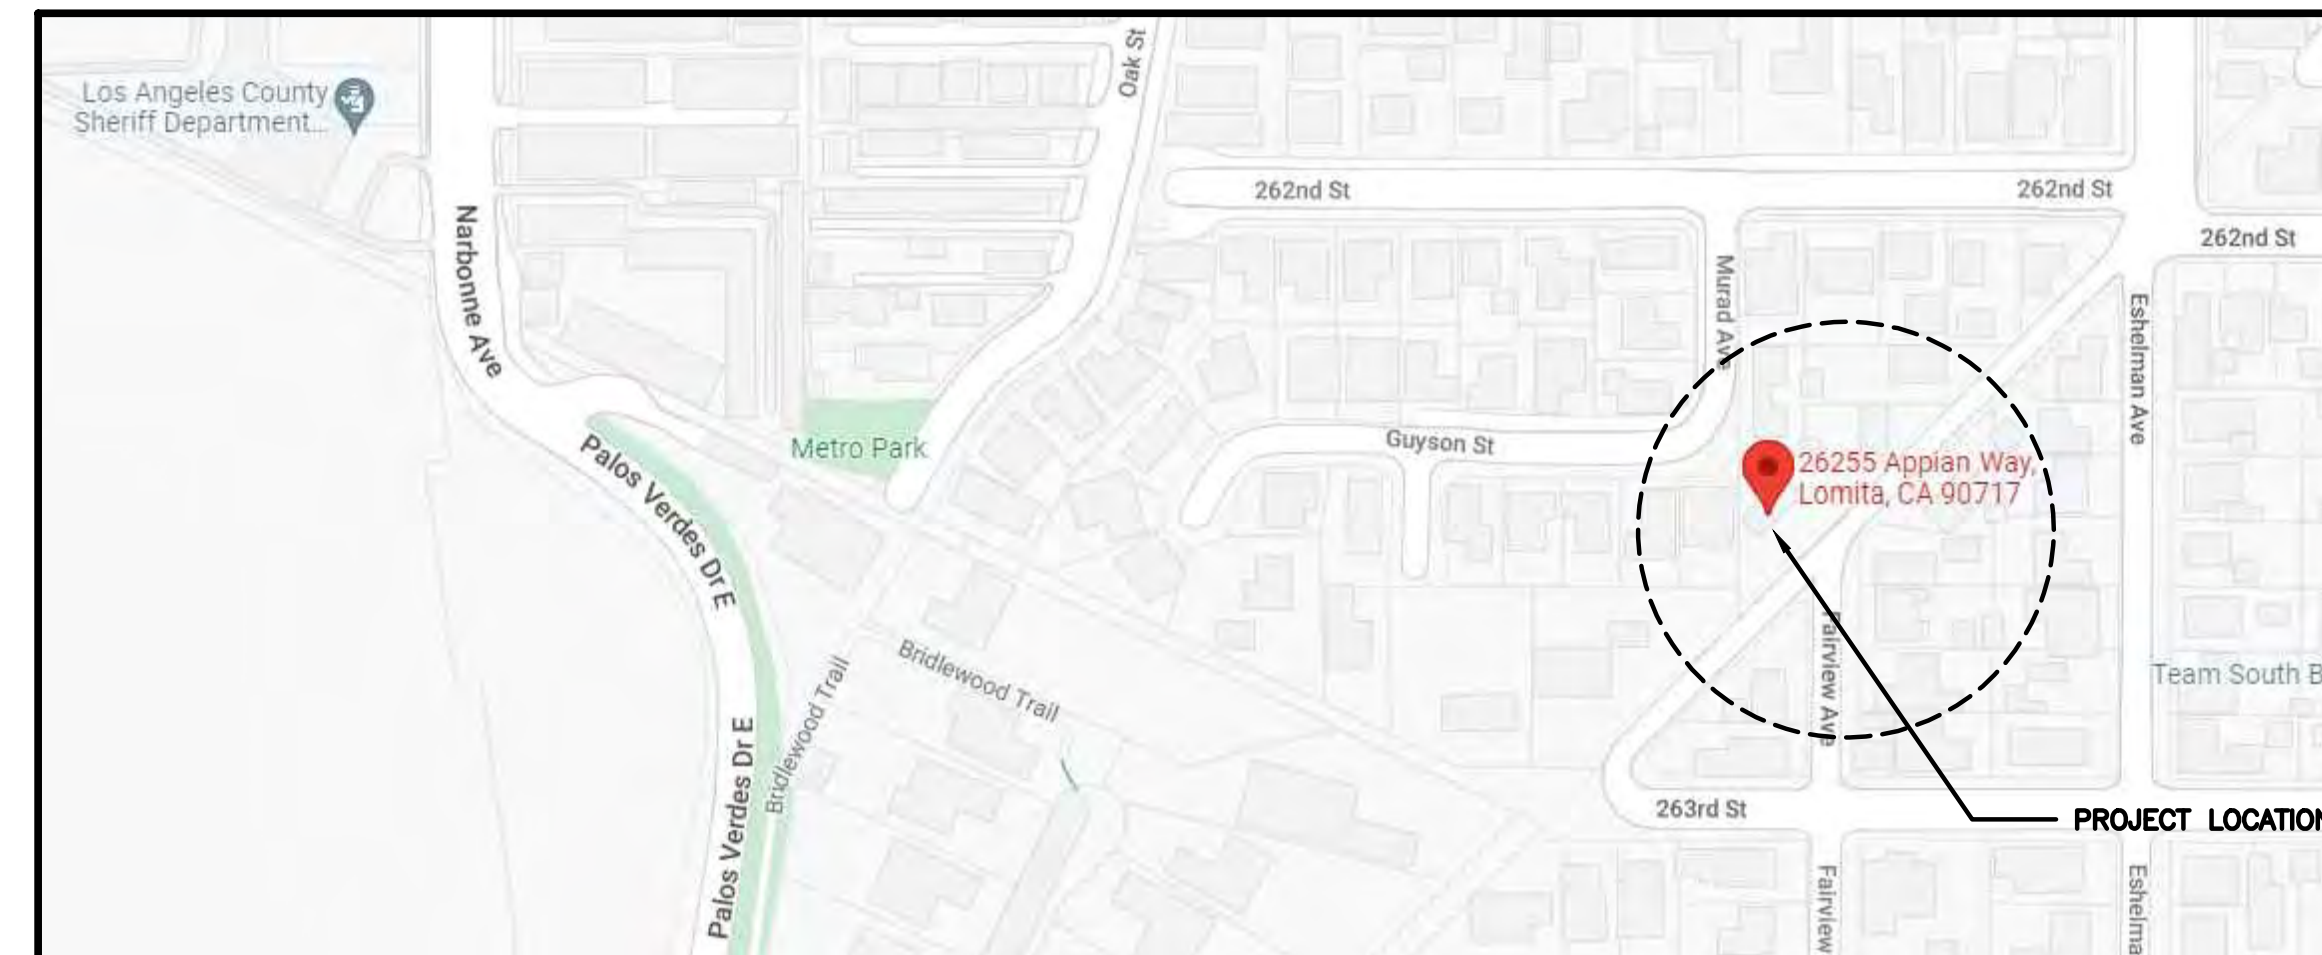 Oak St
Los Angeles County
Sheriff Department...
262nd St
262nd St
262nd St
Narbonne Ave
Murad Ave
Eshelman Ave
Metro Park
Guyson St
26255 Appian Way,
Lomita, CA 90717
Palos Verdes Dr E
Bridlewood Trail
Fairview Ave
Team South B
Palos Verdes Dr E
Bridlewood Trail
263rd St
PROJECT LOCATION
Fairview
Eshelma